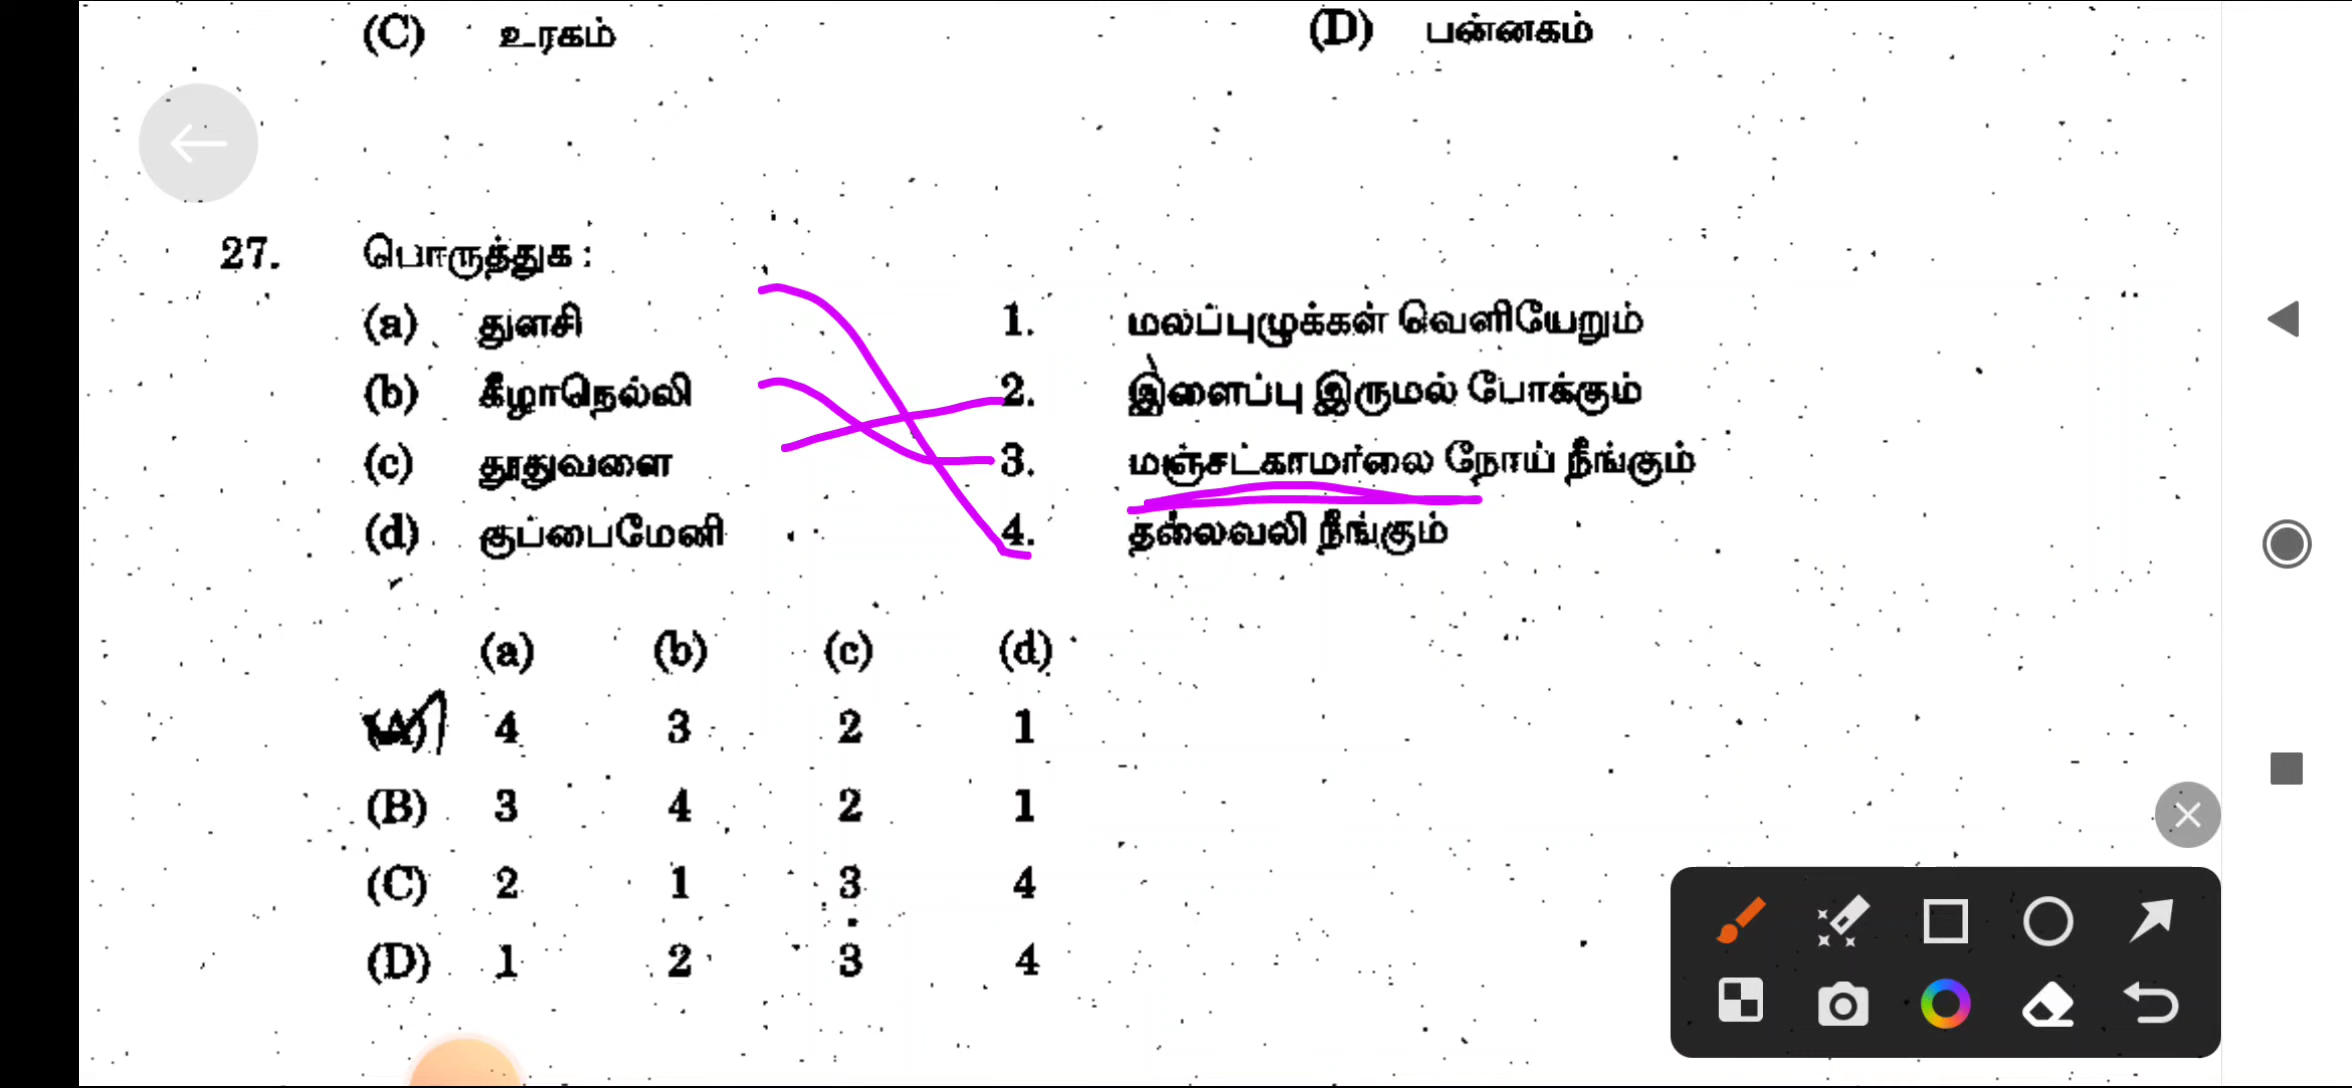 (C) உரகம் (D) பன்னகம்
27. பொருத்துக :
(a) துளசி 1. மலப்புழுக்கள் வெளியேறும்
(b) கீழாநெல்லி 2. இளைப்பு இருமல் போக்கும்
(c) தூதுவளை 3. மஞ்சட்காமாலை நோய் நீங்கும்
(d) குப்பைமேனி 4. தலைவலி நீங்கும்
(a) (b) (c) (d)
(A) 4 3 2 1
(B) 3 4 2 1
(C) 2 1 3 4
(D) 1 2 3 4